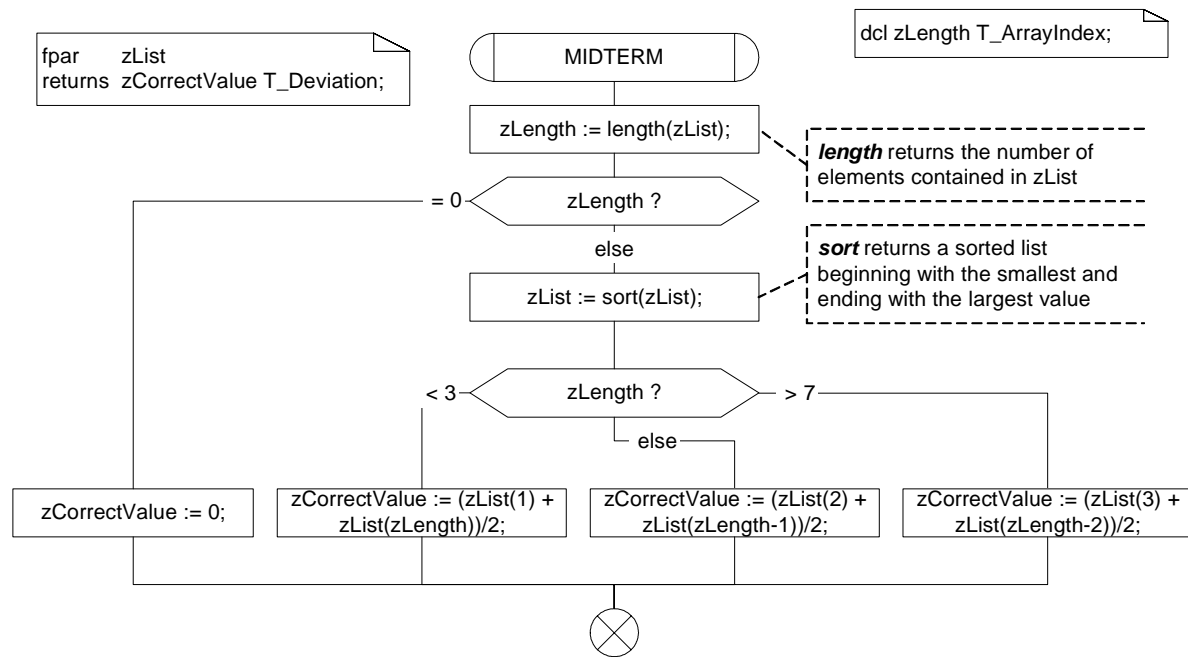 fpar zList
returns zCorrectValue T_Deviation;
MIDTERM
dcl zLength T_ArrayIndex;
zLength := length(zList);
length returns the number of
elements contained in zList
= 0
zLength ?
else
sort returns a sorted list
beginning with the smallest and
ending with the largest value
zList := sort(zList);
< 3
zLength ?
> 7
else
zCorrectValue := 0;
zCorrectValue := (zList(1) +
zList(zLength))/2;
zCorrectValue := (zList(2) +
zList(zLength-1))/2;
zCorrectValue := (zList(3) +
zList(zLength-2))/2;